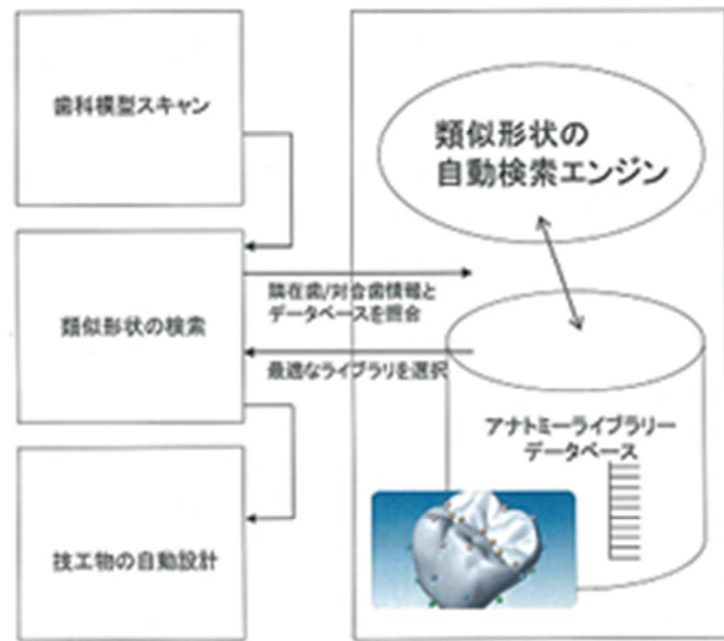 歯科模型スキャン
類似形状の検索
技工物の自動設計
類似形状の
自動検索エンジン
隣在歯/対合歯情報と
データベースを照会
最適なライブラリを選択
アナトミーライブラリー
データベース